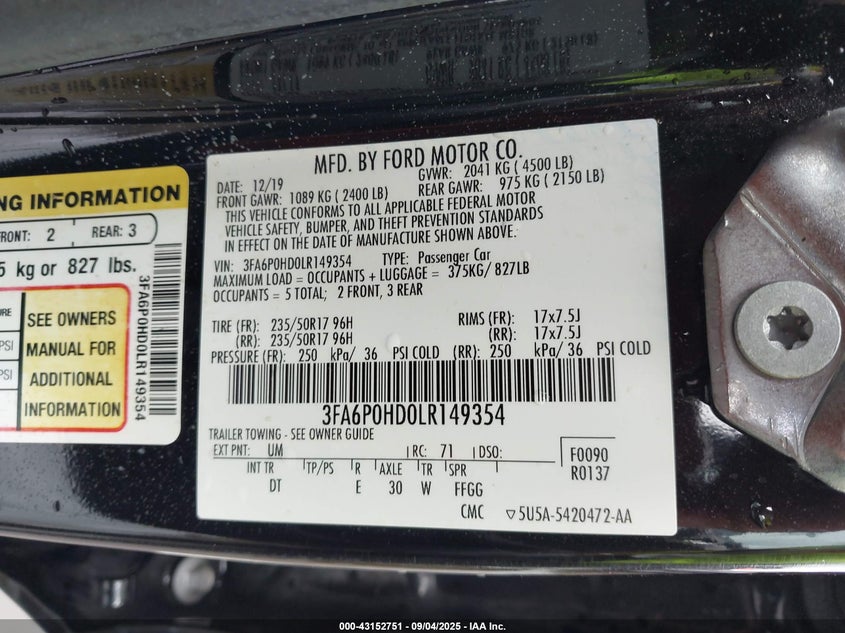 NG INFORMATION
FRONT: 2 REAR: 3
5 kg or 827 lbs.
SEE OWNERS
MANUAL FOR
ADDITIONAL
INFORMATION
PSI
PSI
3FA6P0HD0LR149354
MFD. BY FORD MOTOR CO.
DATE: 12/19 GVWR: 2041 KG ( 4500 LB)
FRONT GAWR: 1089 KG ( 2400 LB) REAR GAWR: 975 KG ( 2150 LB)
THIS VEHICLE CONFORMS TO ALL APPLICABLE FEDERAL MOTOR
VEHICLE SAFETY, BUMPER, AND THEFT PREVENTION STANDARDS
IN EFFECT ON THE DATE OF MANUFACTURE SHOWN ABOVE.
VIN: 3FA6P0HD0LR149354 TYPE: Passenger Car
MAXIMUM LOAD = OCCUPANTS + LUGGAGE = 375KG/ 827LB
OCCUPANTS = 5 TOTAL; 2 FRONT, 3 REAR
TIRE (FR): 235/50R17 96H RIMS (FR): 17x7.5J
(RR): 235/50R17 96H (RR): 17x7.5J
PRESSURE (FR): 250 kPa/ 36 PSI COLD (RR): 250 kPa/ 36 PSI COLD
3FA6P0HD0LR149354
TRAILER TOWING - SEE OWNER GUIDE
EXT PNT: UM RC: 71 DSO: F0090
INT TR TP/PS R AXLE TR SPR R0137
DT E 30 W FFGG
CMC ▽5U5A-5420472-AA
000-43152751 - 09/04/2025 - IAA Inc.